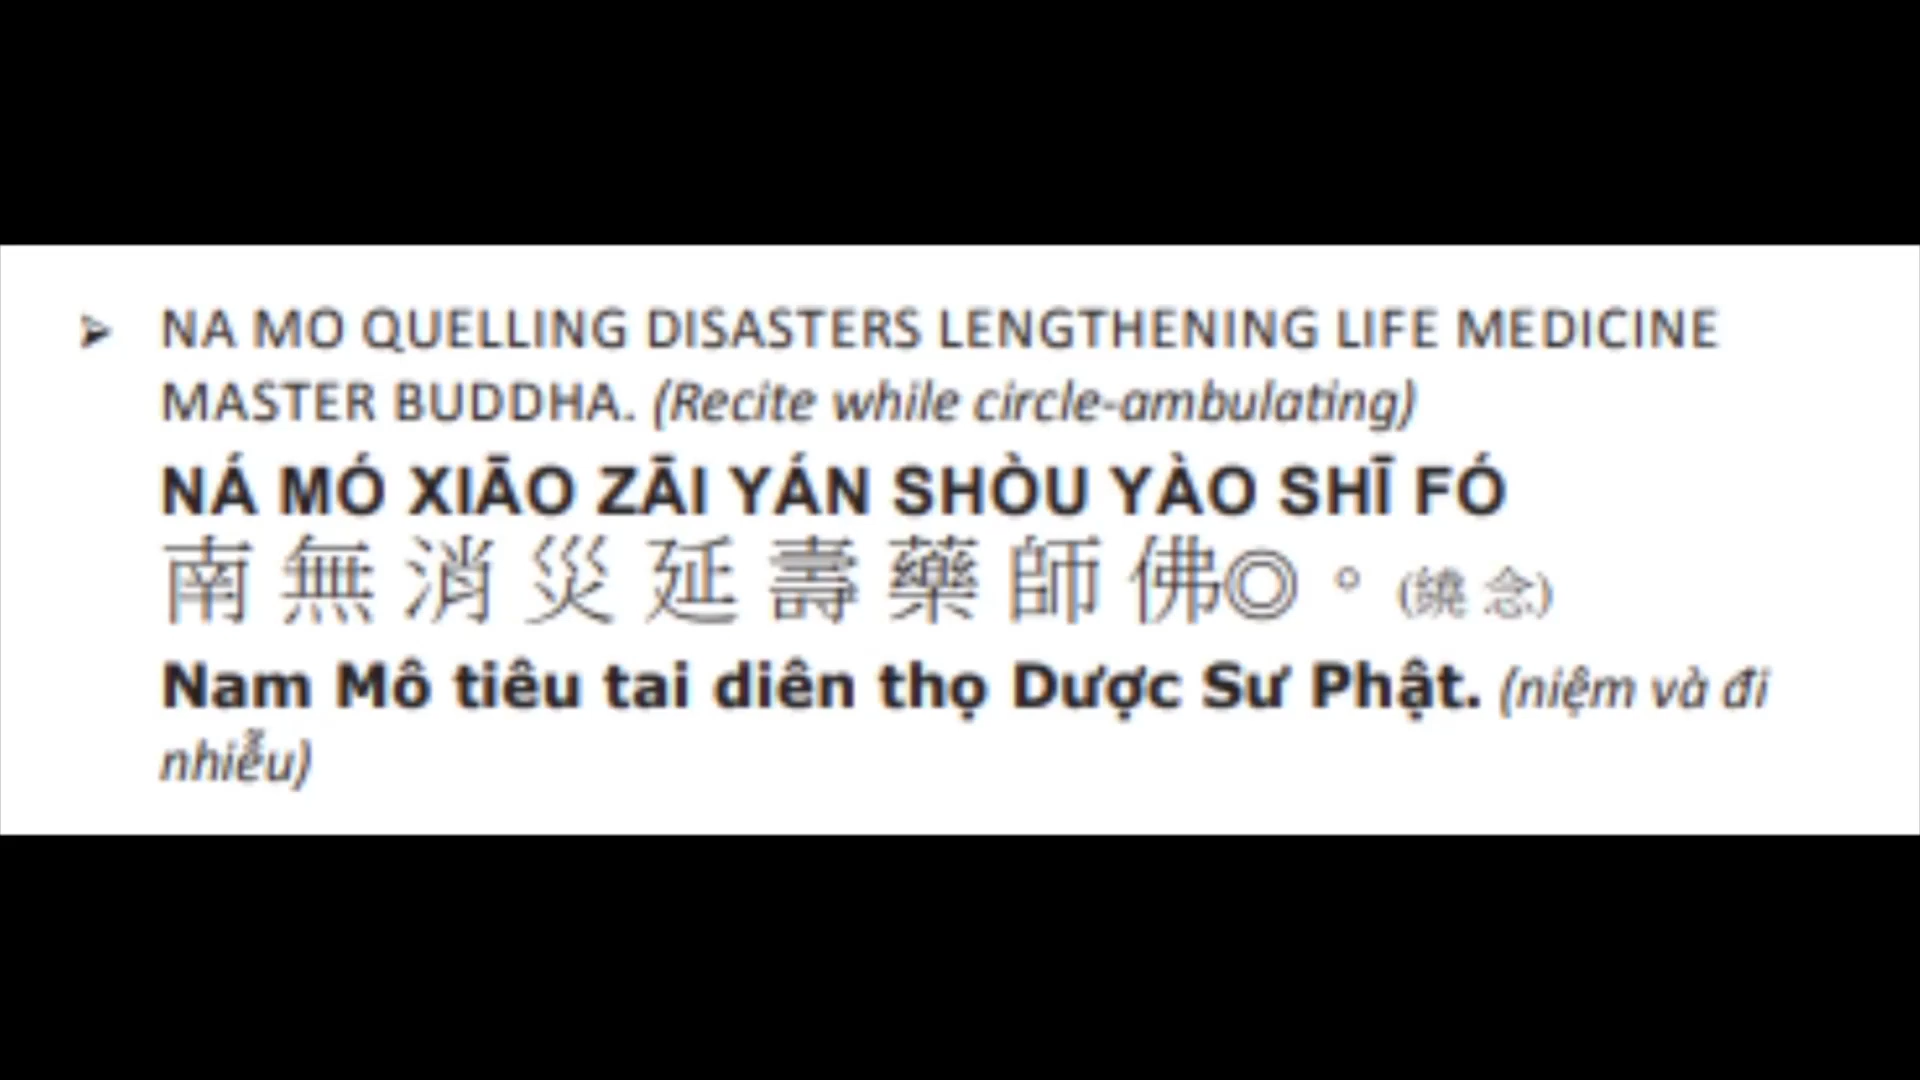 ➢ NA MO QUELLING DISASTERS LENGTHENING LIFE MEDICINE
MASTER BUDDHA. (Recite while circle-ambulating)
NÁ MÓ XIĀO ZĀI YÁN SHÒU YÀO SHĪ FÓ
南 無 消 災 延 壽 藥 師 佛◎。(繞 念)
Nam Mô tiêu tai diên thọ Dược Sư Phật. (niệm và đi
nhiễu)